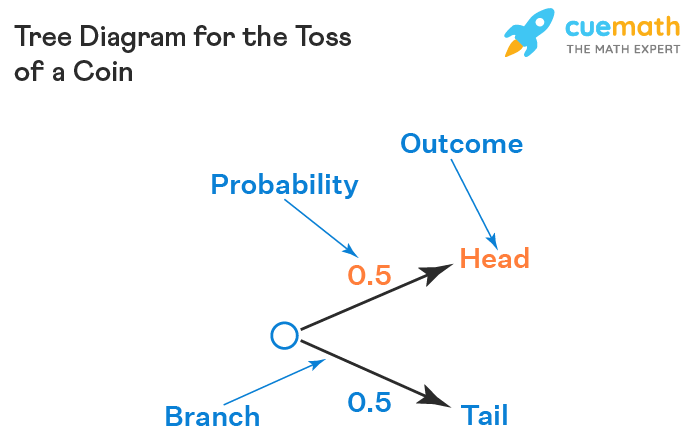 Tree Diagram for the Toss
of a Coin
cuemath
THE MATH EXPERT
Outcome
Probability
Head
0.5
Branch
0.5
Tail